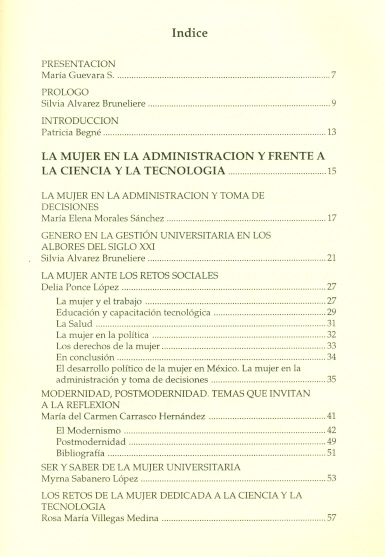 Indice
PRESENTACION
María Guevara S. ........ 7
PROLOGO
Silvia Alvarez Bruneliere ........ 9
INTRODUCCION
Patricia Begné ........ 13
LA MUJER EN LA ADMINISTRACION Y FRENTE A
LA CIENCIA Y LA TECNOLOGIA ........ 15
LA MUJER EN LA ADMINISTRACION Y TOMA DE
DECISIONES
María Elena Morales Sánchez ........ 17
GENERO EN LA GESTIÓN UNIVERSITARIA EN LOS
ALBORES DEL SIGLO XXI
Silvia Alvarez Bruneliere ........ 21
LA MUJER ANTE LOS RETOS SOCIALES
Delia Ponce López ........ 27
La mujer y el trabajo ........ 27
Educación y capacitación tecnológica ........ 29
La Salud ........ 31
La mujer en la política ........ 32
Los derechos de la mujer ........ 33
En conclusión ........ 34
El desarrollo político de la mujer en México. La mujer en la
administración y toma de decisiones ........ 35
MODERNIDAD, POSTMODERNIDAD. TEMAS QUE INVITAN
A LA REFLEXION
María del Carmen Carrasco Hernández ........ 41
El Modernismo ........ 42
Postmodernidad ........ 49
Bibliografía ........ 51
SER Y SABER DE LA MUJER UNIVERSITARIA
Myrna Sabanero López ........ 53
LOS RETOS DE LA MUJER DEDICADA A LA CIENCIA Y LA
TECNOLOGIA
Rosa María Villegas Medina ........ 57